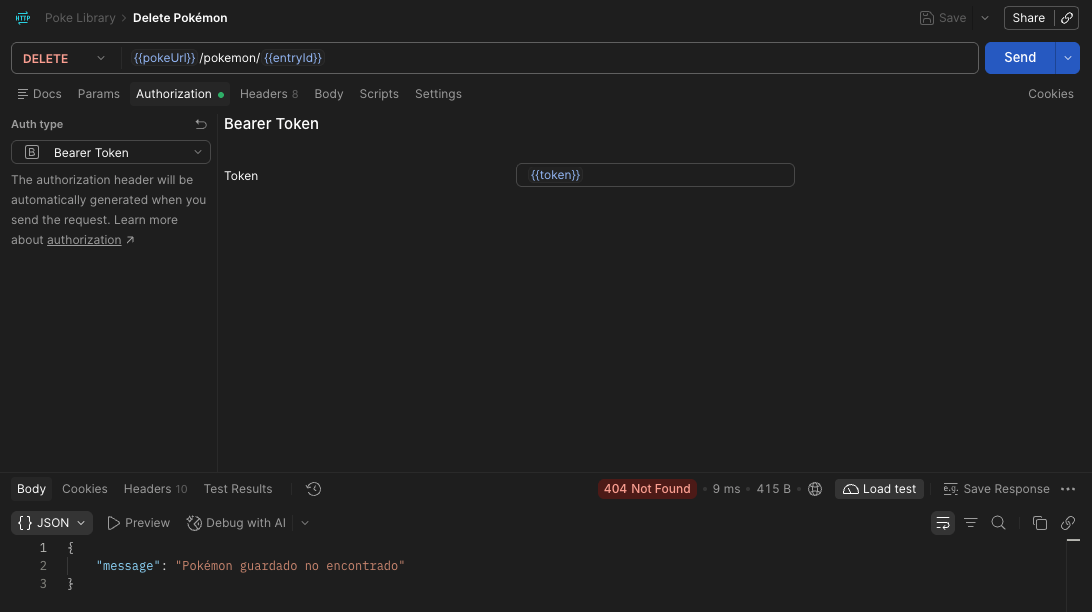 HTTP Poke Library > Delete Pokémon Save Share
DELETE {{pokeUrl}} /pokemon/ {{entryId}} Send
Docs Params Authorization Headers 8 Body Scripts Settings Cookies
Auth type
B Bearer Token
The authorization header will be
automatically generated when you
send the request. Learn more
about authorization ↗
Bearer Token
Token {{token}}
Body Cookies Headers 10 Test Results 404 Not Found • 9 ms • 415 B • Load test e.g. Save Response •••
{} JSON Preview Debug with AI
1 {
2 "message": "Pokémon guardado no encontrado"
3 }